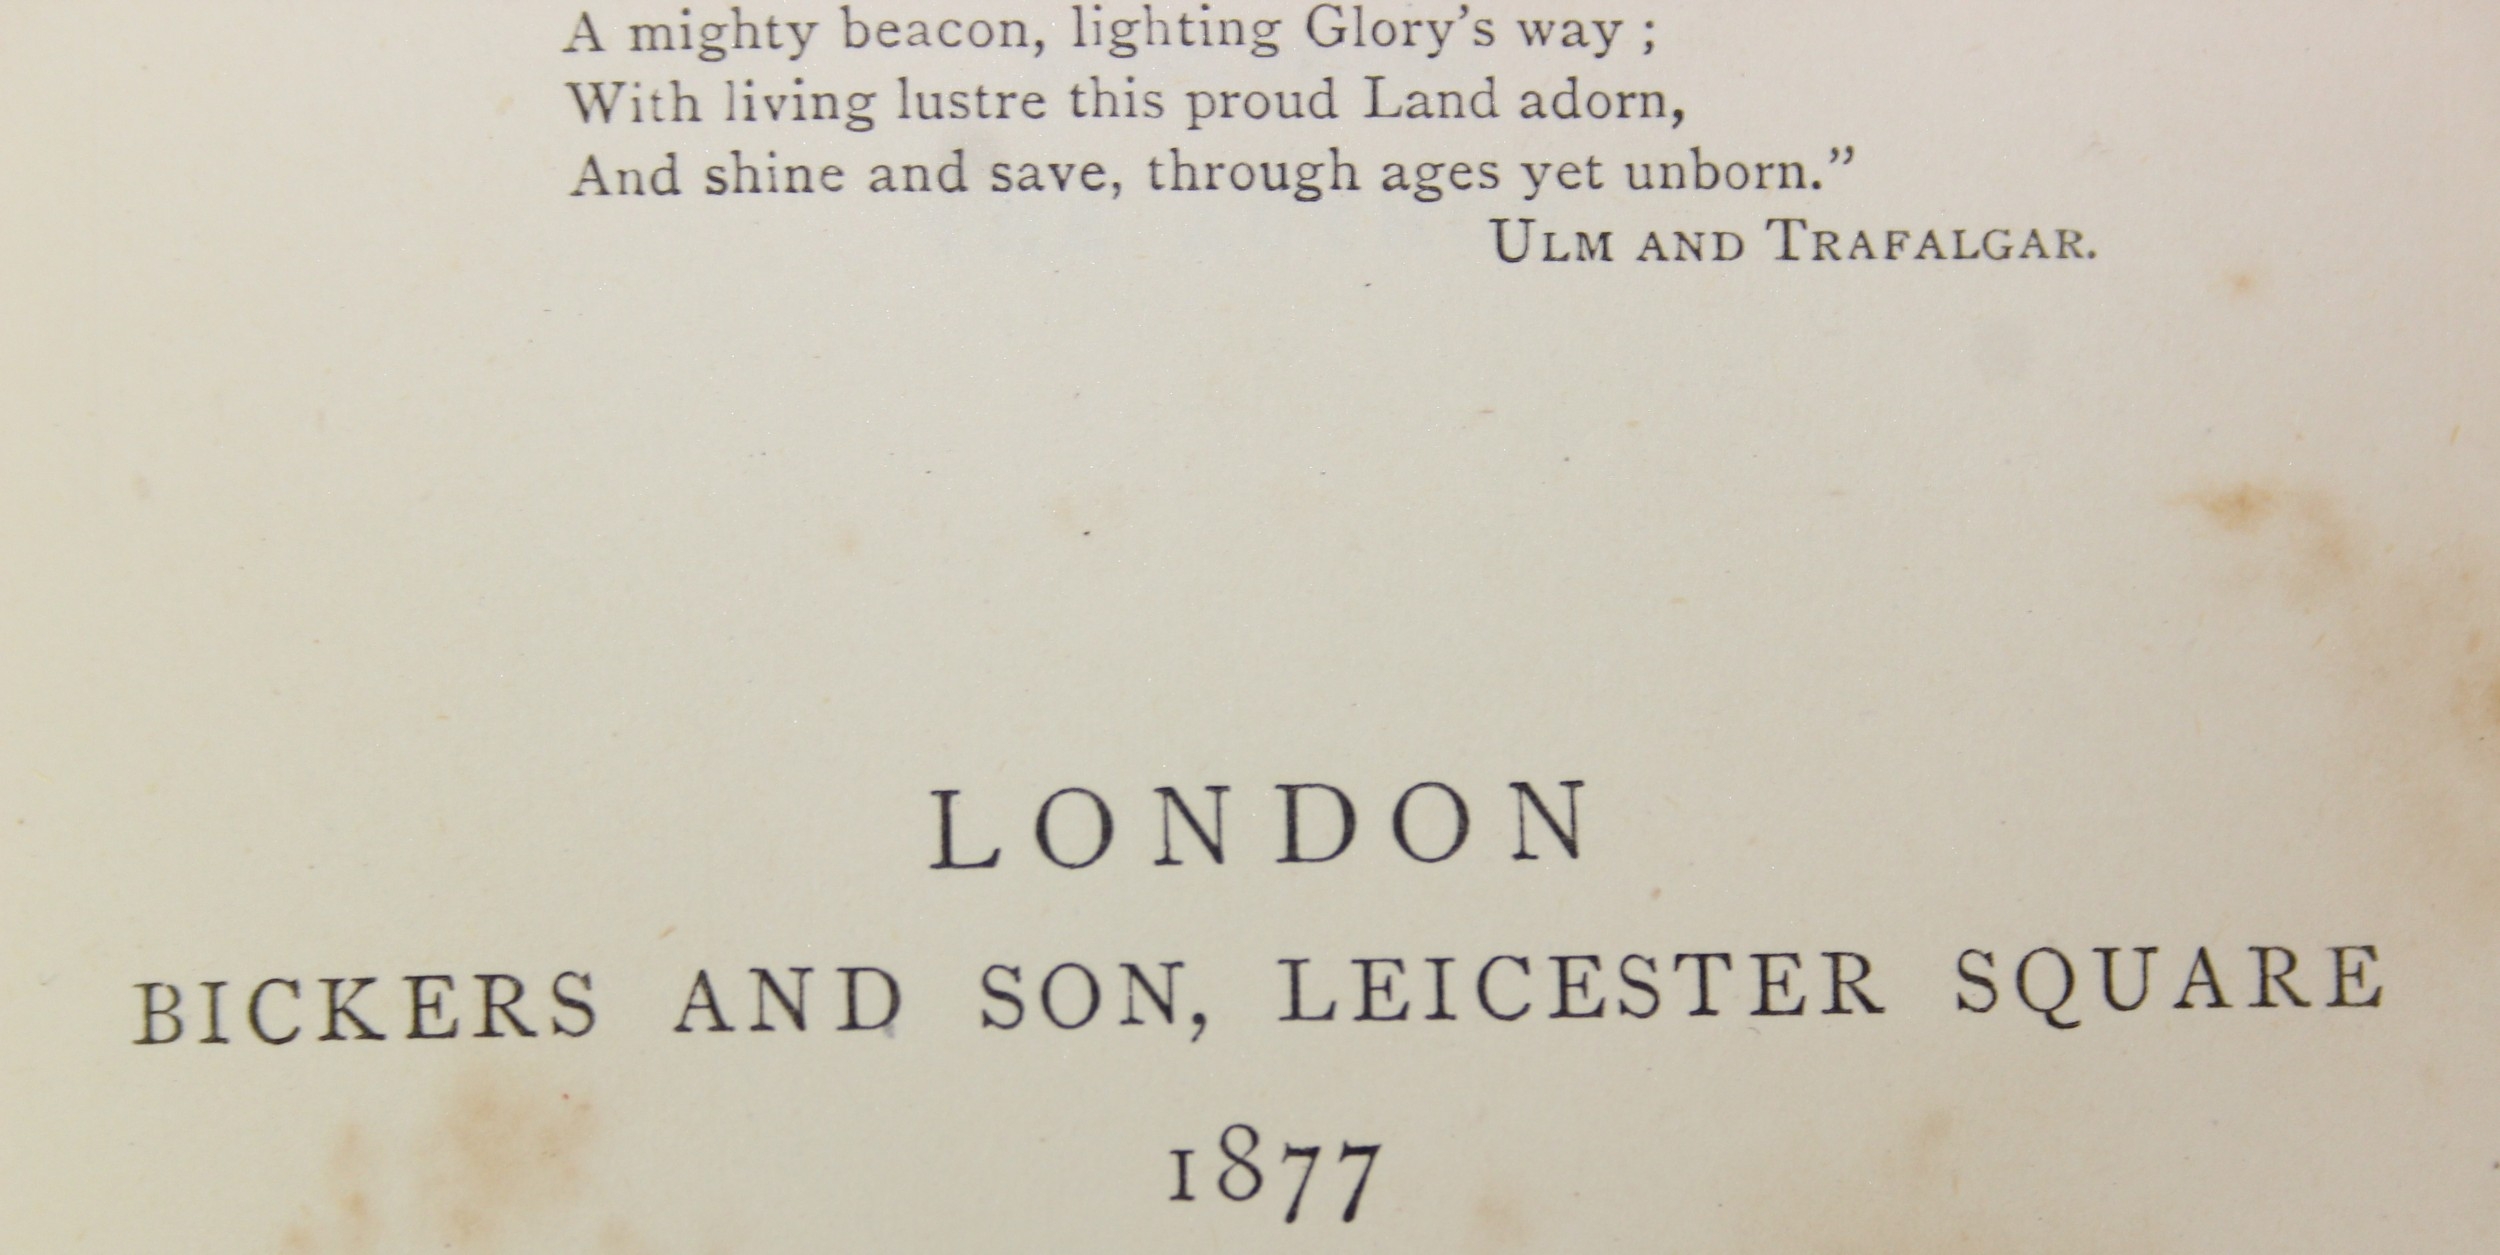 A mighty beacon, lighting Glory's way ;
With living lustre this proud Land adorn,
And shine and save, through ages yet unborn.”
ULM AND TRAFALGAR.
LONDON
BICKERS AND SON, LEICESTER SQUARE
1877